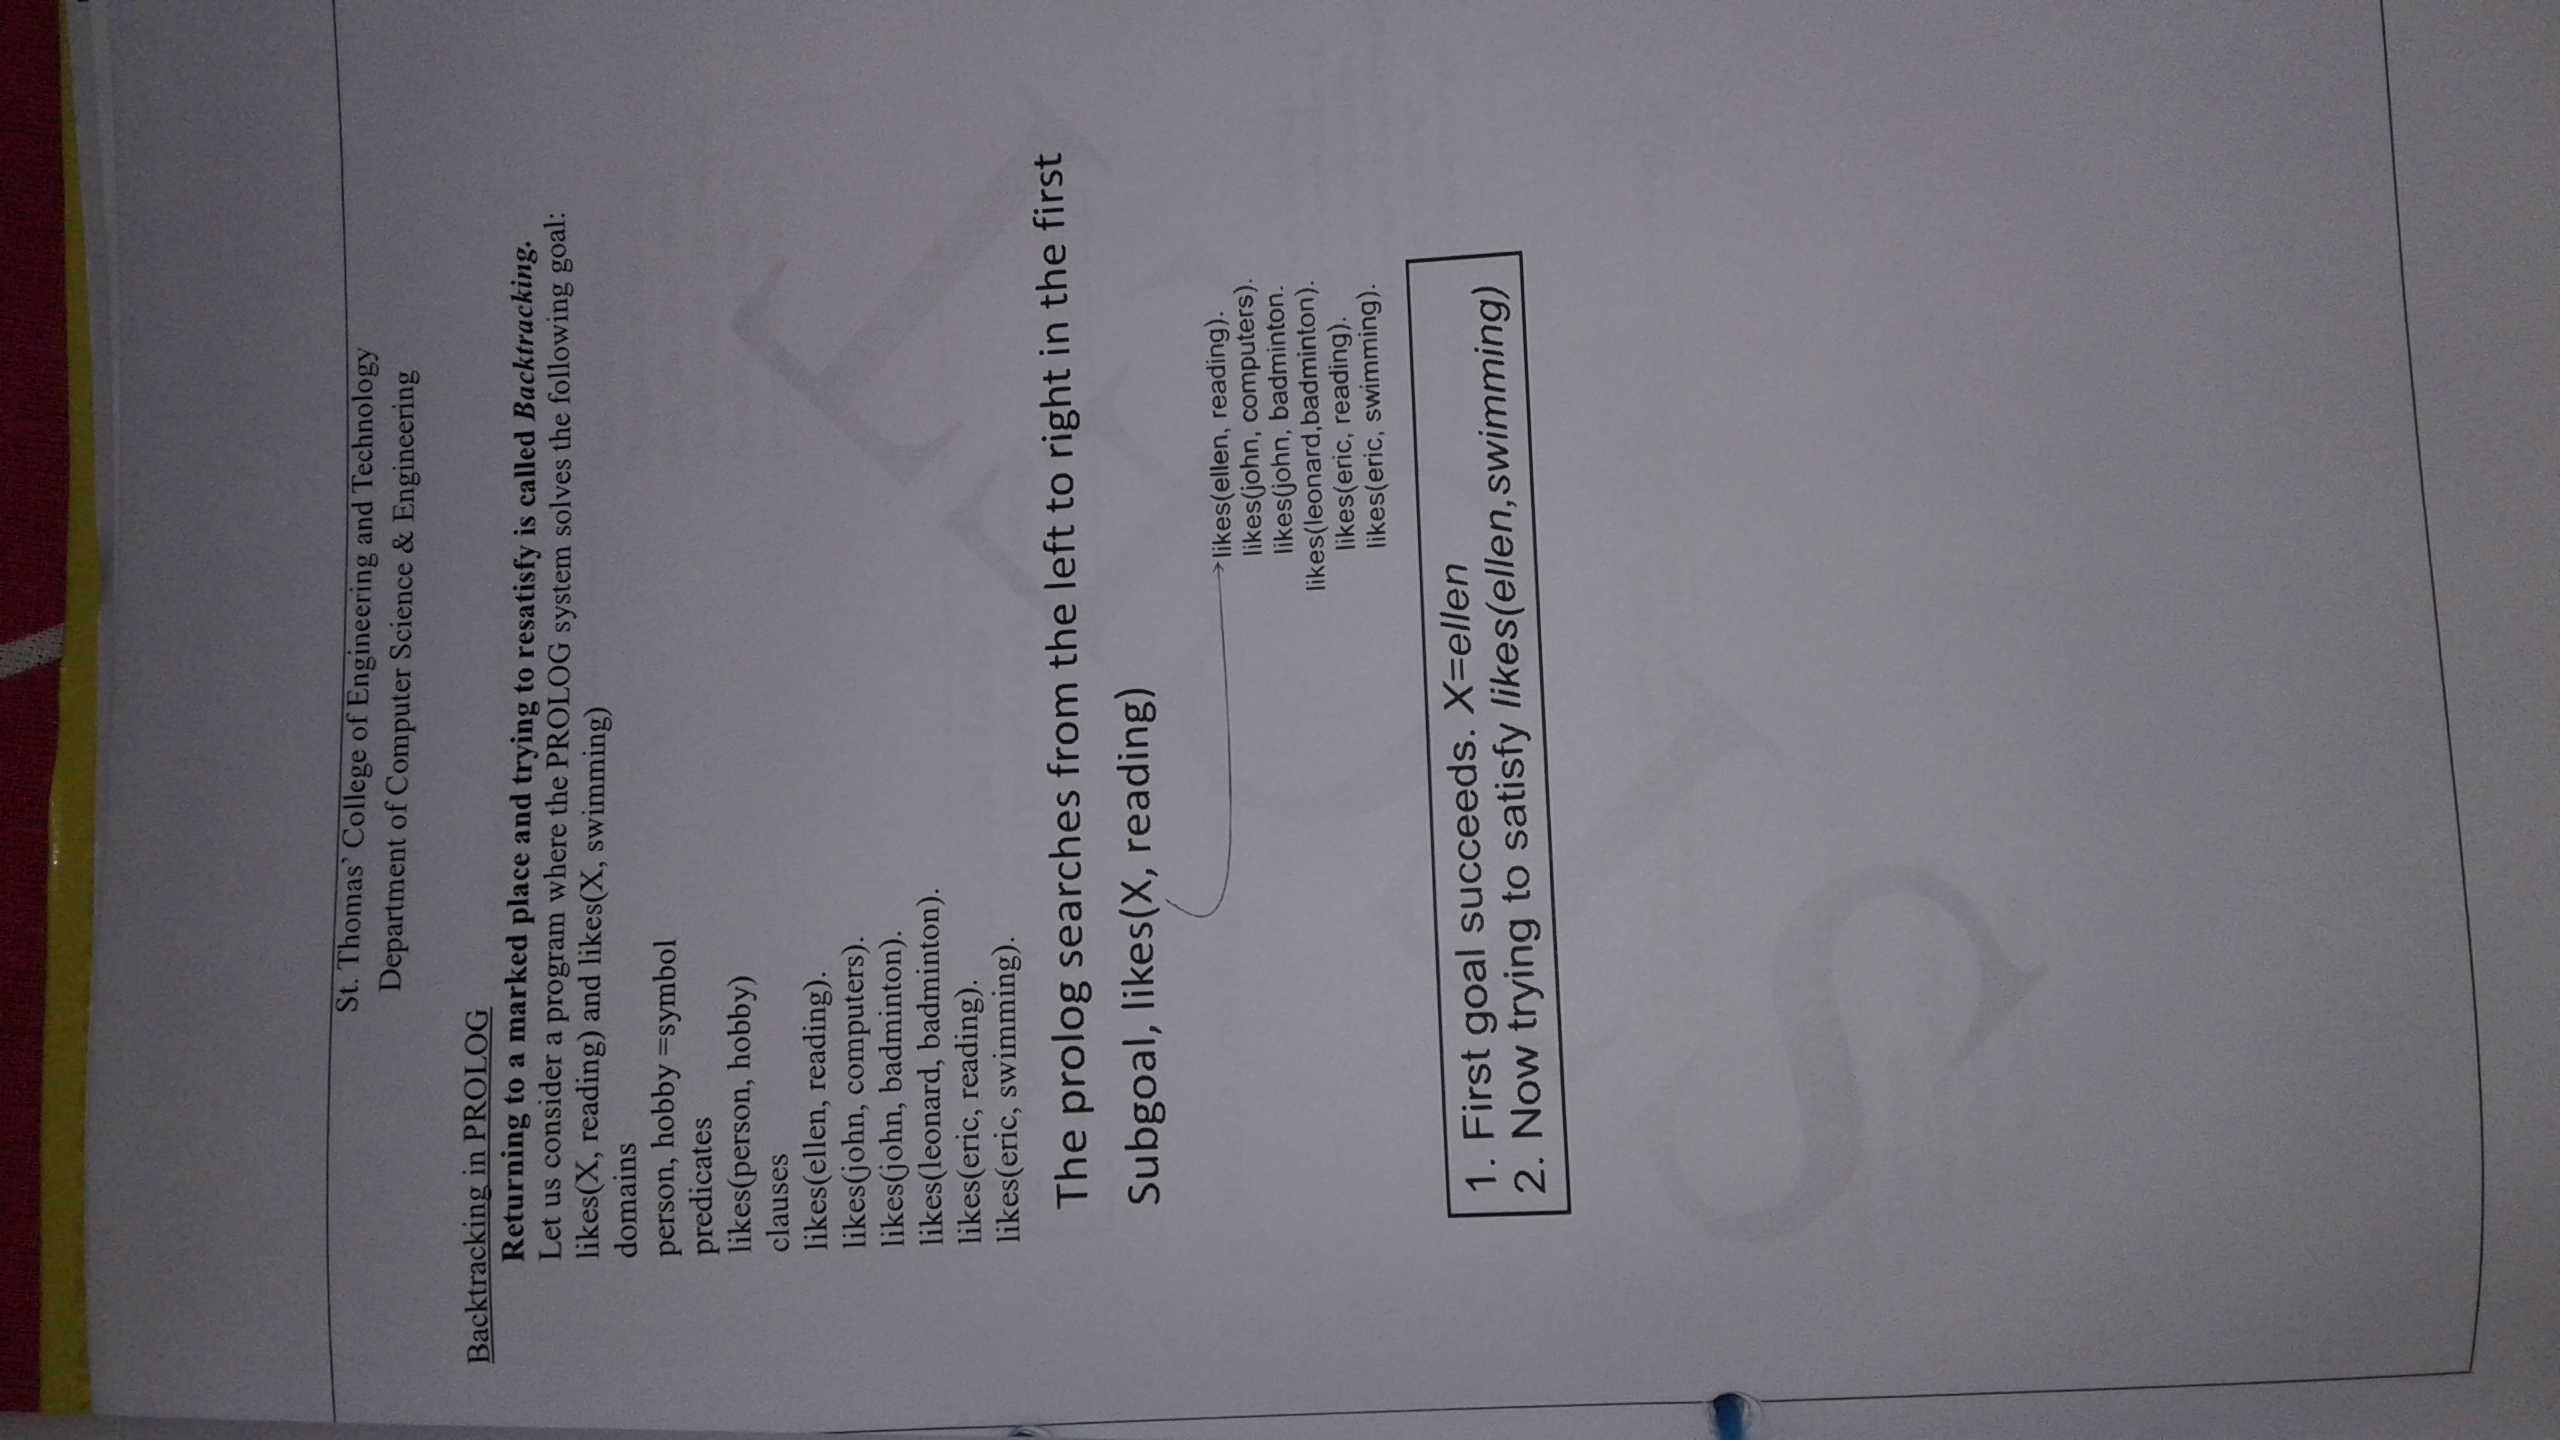 St. Thomas’ College of Engineering and Technology
Department of Computer Science & Engineering
Backtracking in PROLOG
Returning to a marked place and trying to resatisfy is called Backtracking.
Let us consider a program where the PROLOG system solves the following goal:
likes(X, reading) and likes(X, swimming)
domains
person, hobby =symbol
predicates
likes(person, hobby)
clauses
likes(ellen, reading).
likes(john, computers).
likes(john, badminton).
likes(leonard, badminton).
likes(eric, reading).
likes(eric, swimming).
The prolog searches from the left to right in the first
Subgoal, likes(X, reading)
likes(ellen, reading).
likes(john, computers).
likes(john, badminton.
likes(leonard,badminton).
likes(eric, reading).
likes(eric, swimming).
1. First goal succeeds. X=ellen
2. Now trying to satisfy likes(ellen,swimming)
STCET